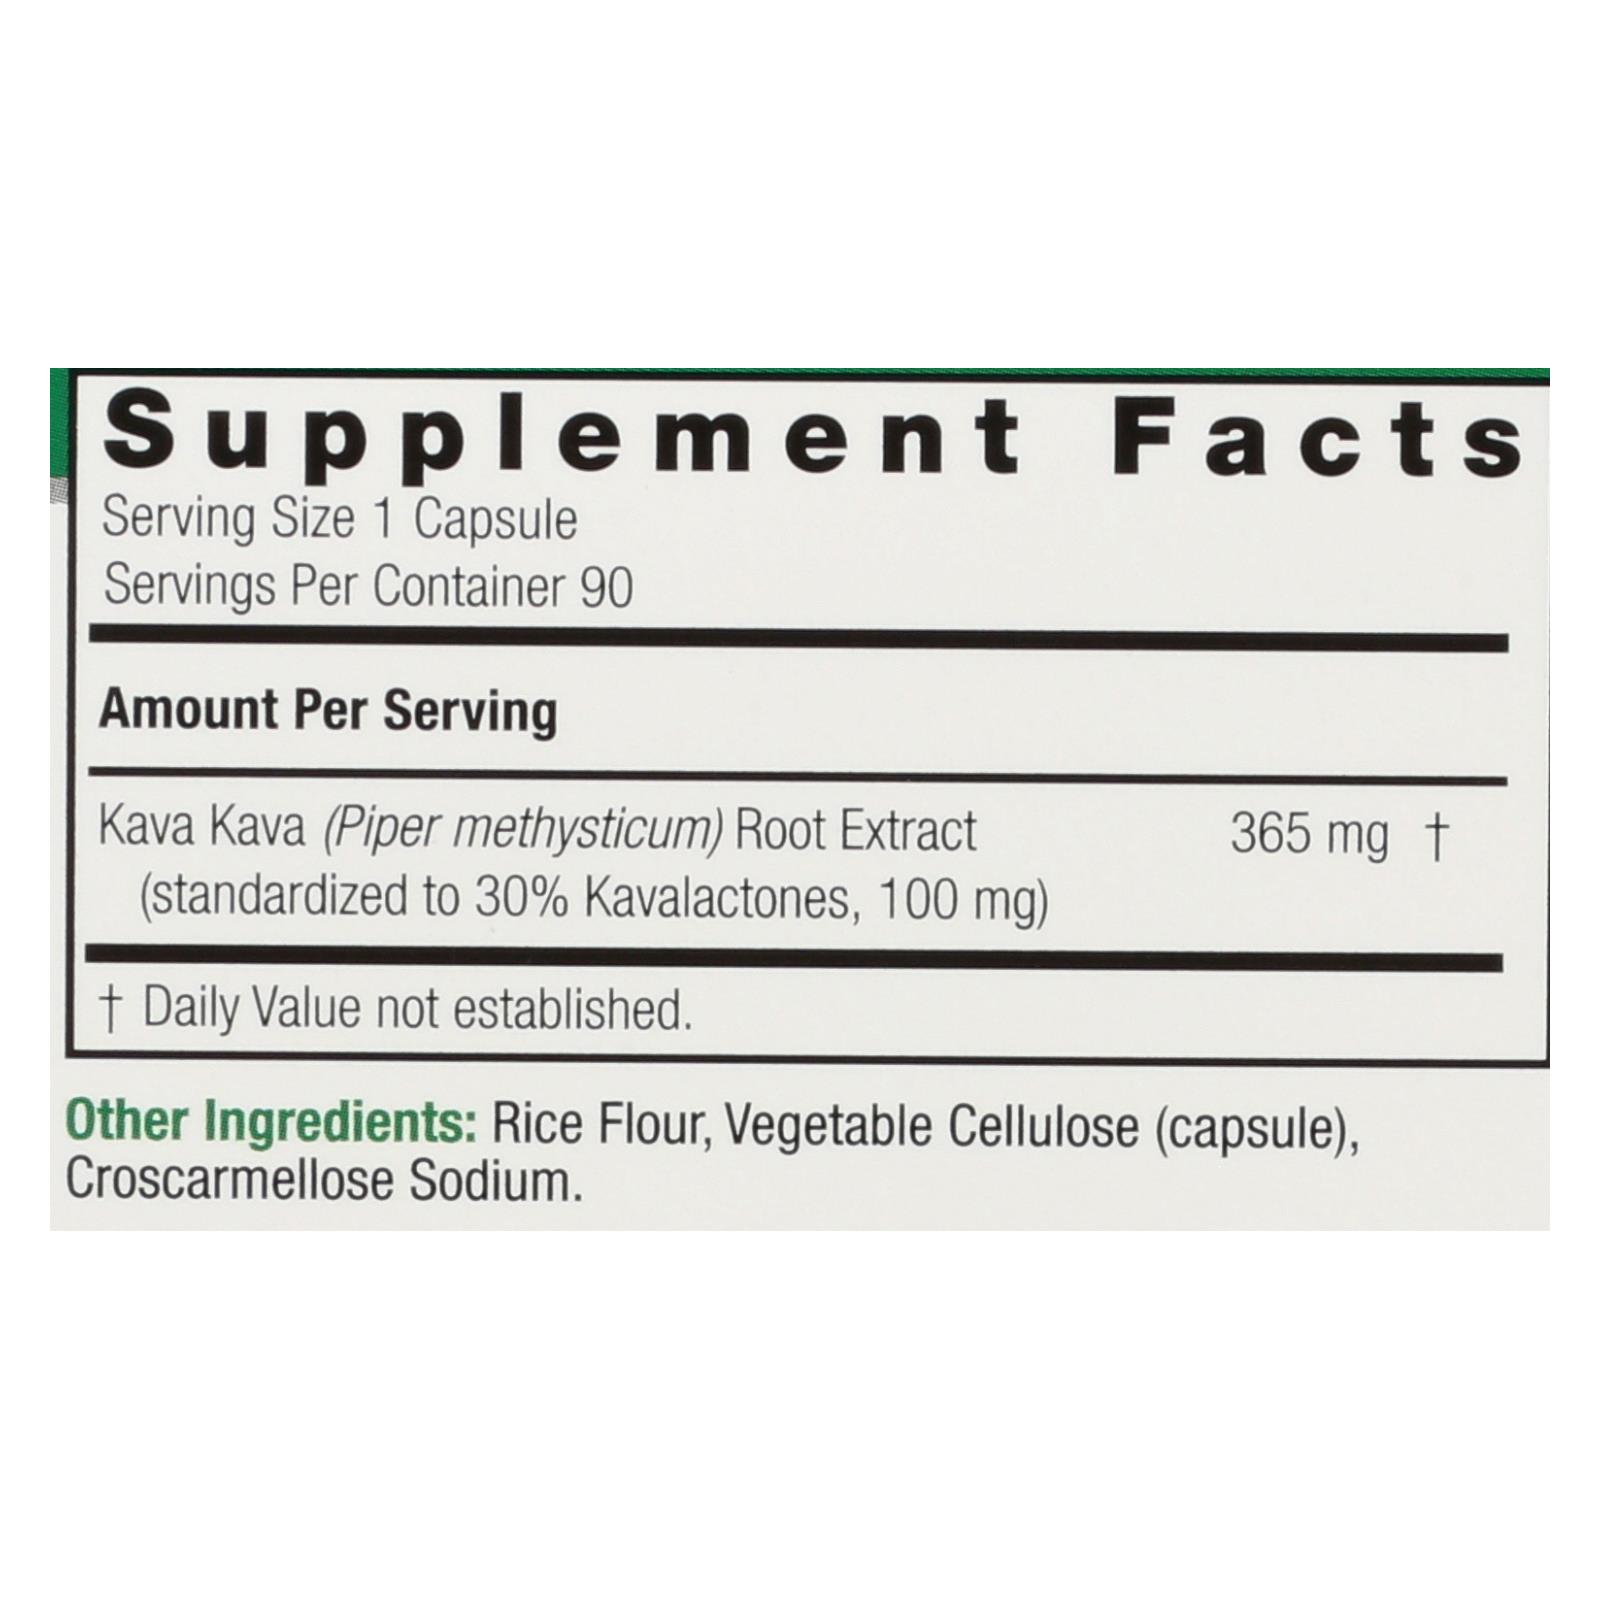 Supplement Facts
Serving Size 1 Capsule
Servings Per Container 90
Amount Per Serving
Kava Kava (Piper methysticum) Root Extract 365 mg †
(standardized to 30% Kavalactones, 100 mg)
† Daily Value not established.
Other Ingredients: Rice Flour, Vegetable Cellulose (capsule),
Croscarmellose Sodium.